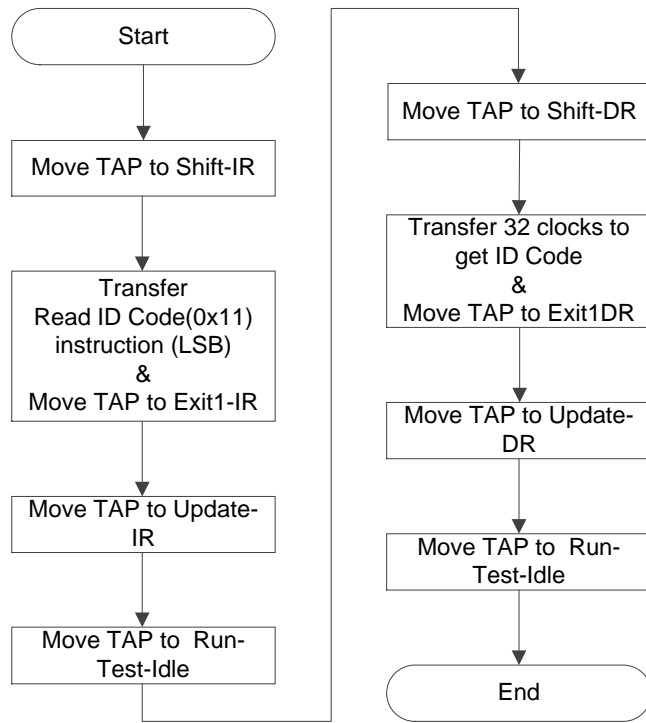 Start
Move TAP to Shift-IR
Transfer
Read ID Code(0x11)
instruction (LSB)
&
Move TAP to Exit1-IR
Move TAP to Update-
IR
Move TAP to  Run-
Test-Idle
Move TAP to Shift-DR
Transfer 32 clocks to
get ID Code
&
Move TAP to Exit1DR
Move TAP to Update-
DR
Move TAP to  Run-
Test-Idle
End